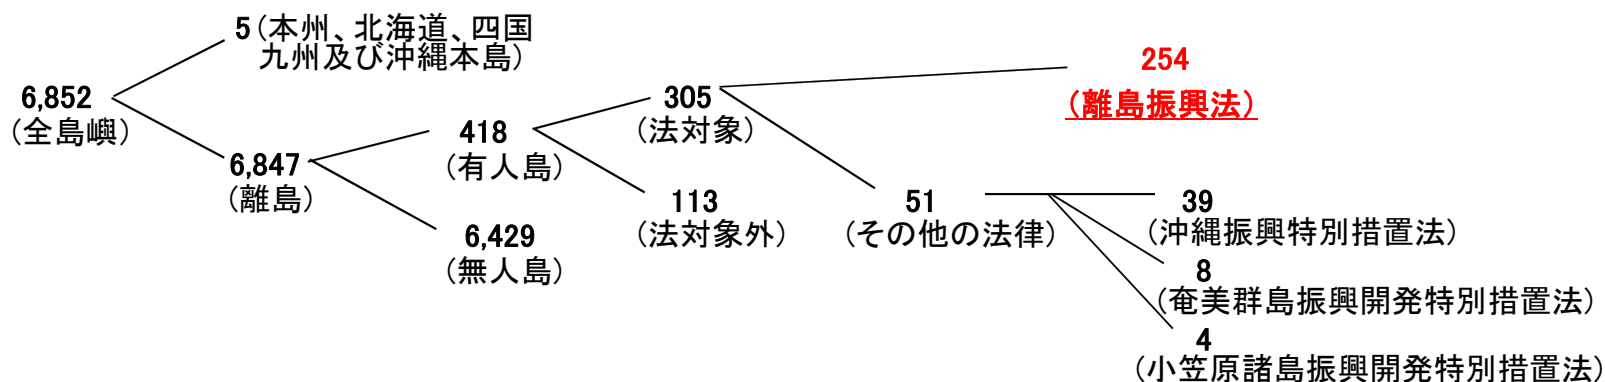 5(本州、北海道、四国
九州及び沖縄本島)
6,852
(全島嶼)
6,847
(離島)
418
(有人島)
6,429
(無人島)
305
(法対象)
113
(法対象外)
254
(離島振興法)
51
(その他の法律)
39
(沖縄振興特別措置法)
8
(奄美群島振興開発特別措置法)
4
(小笠原諸島振興開発特別措置法)